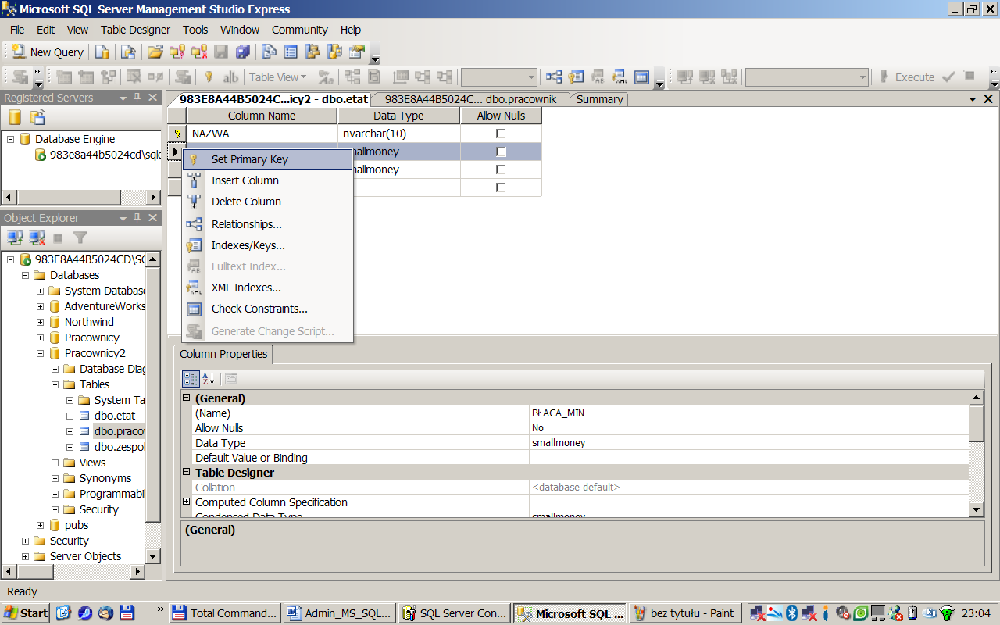 Microsoft SQL Server Management Studio Express
File Edit View Table Designer Tools Window Community Help
New Query
Table View Execute
Registered Servers
Database Engine
983e8a44b5024cd\sqle
Object Explorer
983E8A44B5024CD\SQ
Databases
System Database
AdventureWorks
Northwind
Pracownicy
Pracownicy2
Database Diag
Tables
System Ta
dbo.etat
dbo.praco
dbo.zespol
Views
Synonyms
Programmabil
Security
pubs
Security
Server Objects
983E8A44B5024C...icy2 - dbo.etat 983E8A44B5024C... dbo.pracownik Summary
Column Name Data Type Allow Nulls
NAZWA nvarchar(10)
mallmoney
mallmoney
Set Primary Key
Insert Column
Delete Column
Relationships...
Indexes/Keys...
Fulltext Index...
XML Indexes...
Check Constraints...
Generate Change Script...
Column Properties
(General)
(Name) PŁACA_MIN
Allow Nulls No
Data Type smallmoney
Default Value or Binding
Table Designer
Collation <database default>
Computed Column Specification
Condensed Data Type smallmoney
(General)
Ready
Start Total Command... Admin_MS_SQL... SQL Server Con... Microsoft SQL ... bez tytułu - Paint 23:04